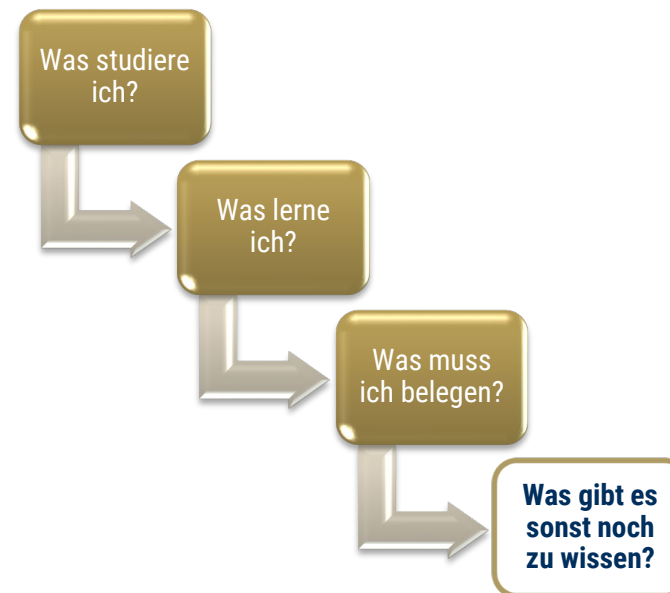 Was studiere
ich?
Was lerne
ich?
Was muss
ich belegen?
Was gibt es
sonst noch
zu wissen?